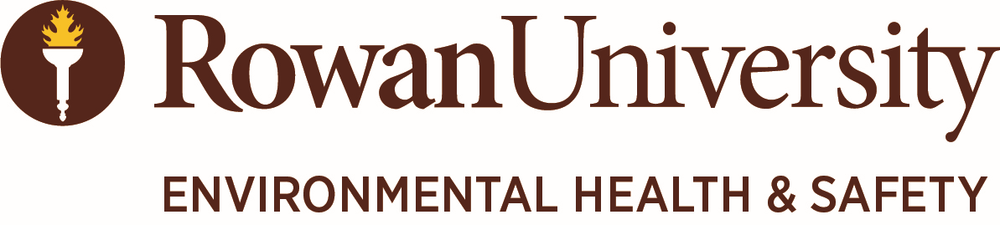 RowanUniversity
ENVIRONMENTAL HEALTH & SAFETY